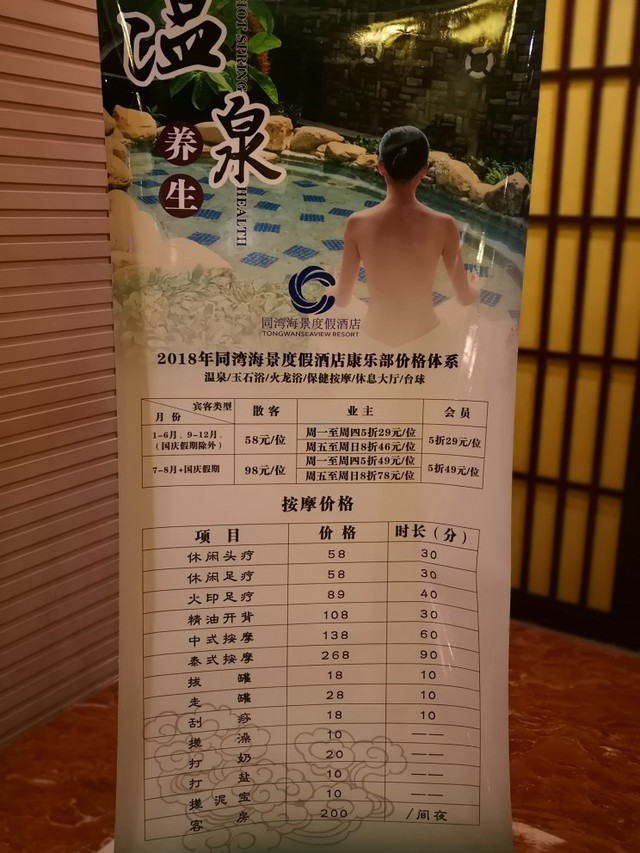 温泉
HOT SPRING HEALTH
养生
同湾海景度假酒店
TONGWANSEAVIEW RESORT
2018年同湾海景度假酒店康乐部价格体系
温泉/玉石浴/火龙浴/保健按摩/休息大厅/台球
月份 宾客类型 散客 业主 会员
1-6月、9-12月、(国庆假期除外) 58元/位 周一至周四5折29元/位 5折29元/位
周五至周日8折46元/位
7-8月+国庆假期 98元/位 周一至周四5折49元/位 5折49元/位
周五至周日8折78元/位
按摩价格
项目 价格 时长(分)
休闲头疗 58 30
休闲足疗 58 30
火印足疗 89 40
精油开背 108 30
中式按摩 138 60
泰式按摩 268 90
拔罐 18 10
走罐 28 10
刮痧 18 10
搓澡 10 ——
打奶 20 ——
打盐 10 ——
搓泥宝 10 ——
客房 200 /间夜